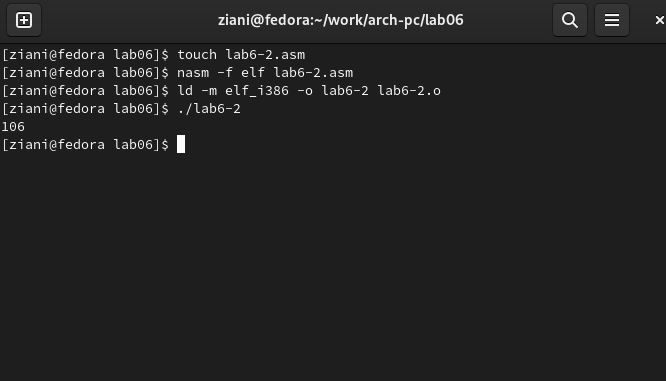 ziani@fedora:~/work/arch-pc/lab06
[ziani@fedora lab06]$ touch lab6-2.asm
[ziani@fedora lab06]$ nasm -f elf lab6-2.asm
[ziani@fedora lab06]$ ld -m elf_i386 -o lab6-2 lab6-2.o
[ziani@fedora lab06]$ ./lab6-2
106
[ziani@fedora lab06]$